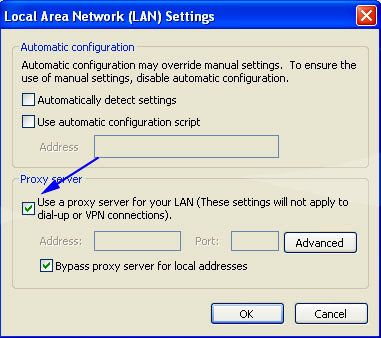 Local Area Network (LAN) Settings
Automatic configuration
Automatic configuration may override manual settings. To ensure the
use of manual settings, disable automatic configuration.
Automatically detect settings
Use automatic configuration script
Address
Proxy server
Use a proxy server for your LAN (These settings will not apply to
dial-up or VPN connections).
Address: Port: Advanced
Bypass proxy server for local addresses
OK Cancel